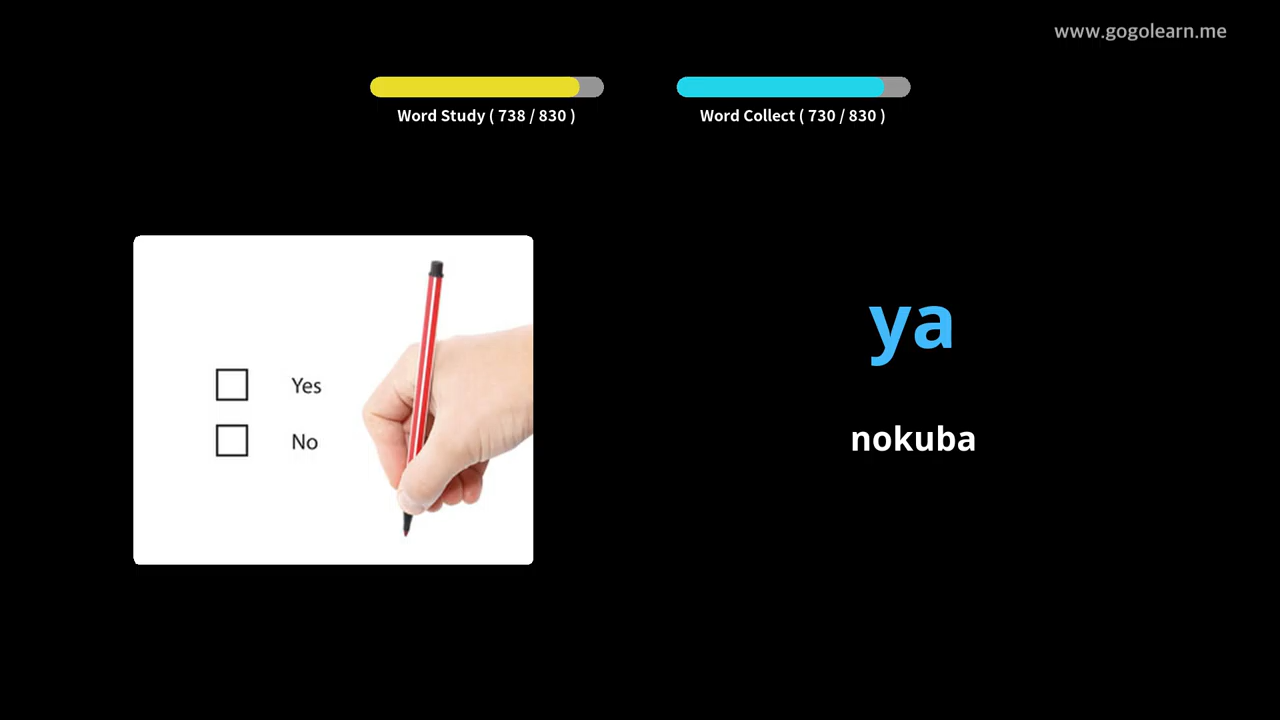 www.gogolearn.me
Word Study ( 738 / 830 )
Word Collect ( 730 / 830 )
Yes
No
ya
nokuba